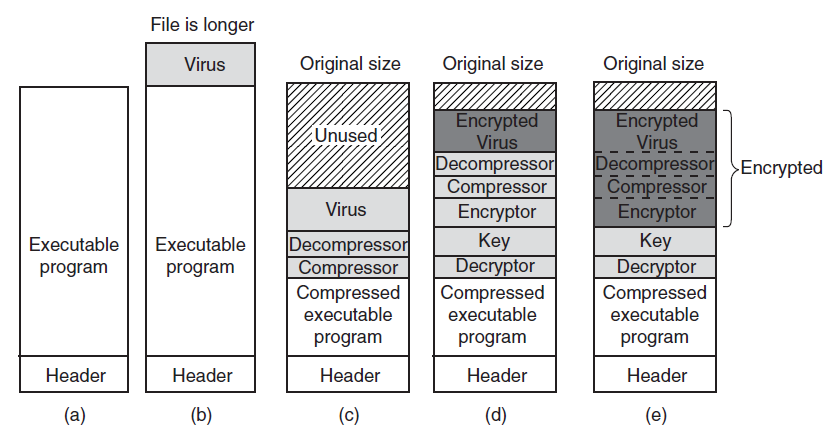 File is longer
Virus
Executable
program
Header
(a)
Executable
program
Header
(b)
Original size
Unused
Virus
Decompressor
Compressor
Compressed
executable
program
Header
(c)
Original size
Encrypted
Virus
Decompressor
Compressor
Encryptor
Key
Decryptor
Compressed
executable
program
Header
(d)
Original size
Encrypted
Virus
Decompressor
Compressor
Encryptor
Key
Decryptor
Compressed
executable
program
Header
(e)
Encrypted